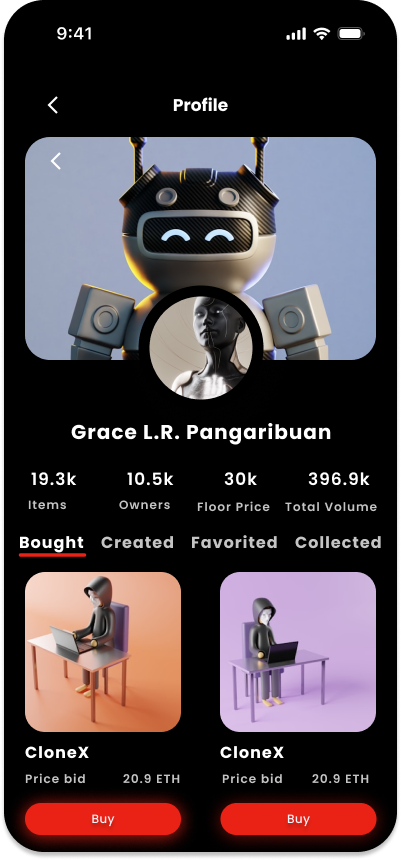 9:41
Profile
Grace L.R. Pangaribuan
19.3k 10.5k 30k 396.9k
Items Owners Floor Price Total Volume
Bought Created Favorited Collected
CloneX CloneX
Price bid 20.9 ETH Price bid 20.9 ETH
Buy Buy